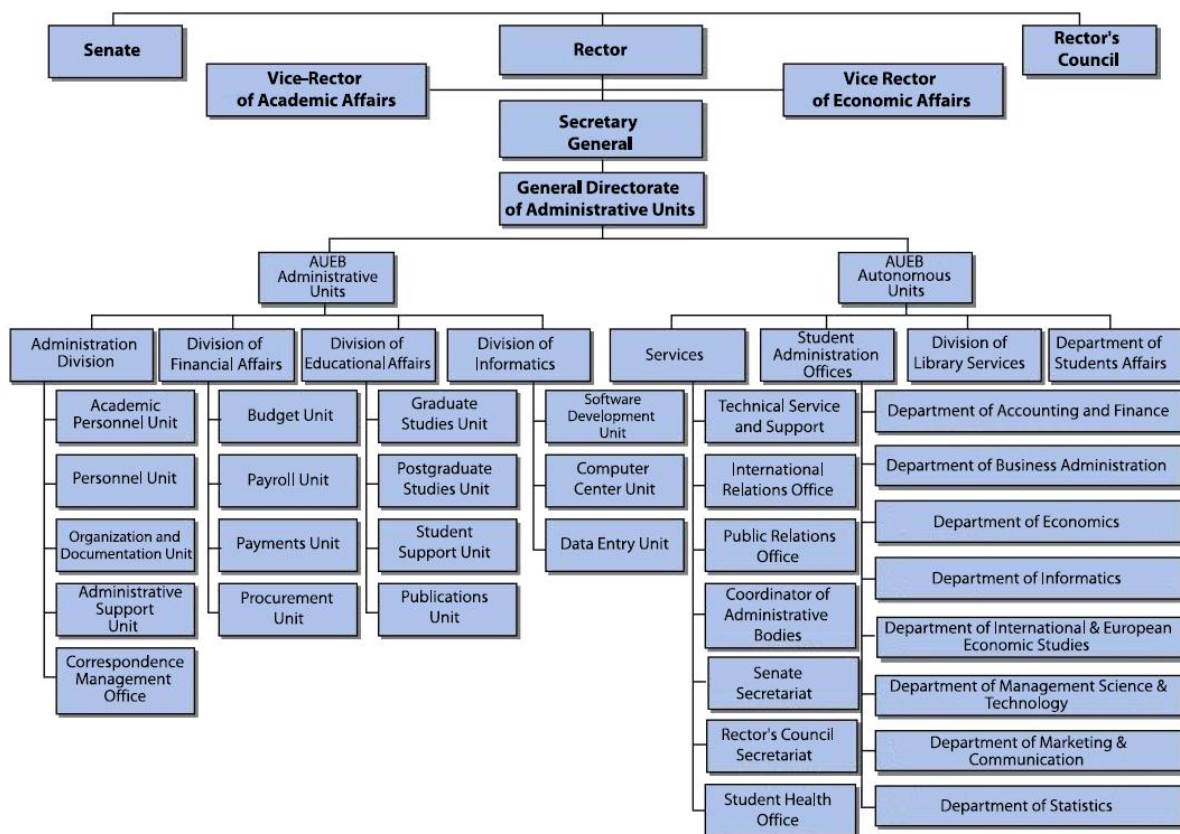 Senate
Rector
Rector's
Council
Vice–Rector
of Academic Affairs
Vice Rector
of Economic Affairs
Secretary
General
General Directorate
of Administrative Units
AUEB
Administrative
Units
AUEB
Autonomous
Units
Administration
Division
Division of
Financial Affairs
Division of
Educational Affairs
Division of
Informatics
Services
Student
Administration
Offices
Division of
Library Services
Department of
Students Affairs
Academic
Personnel Unit
Personnel Unit
Organization and
Documentation Unit
Administrative
Support
Unit
Correspondence
Management
Office
Budget Unit
Payroll Unit
Payments Unit
Procurement
Unit
Graduate
Studies Unit
Postgraduate
Studies Unit
Student
Support Unit
Publications
Unit
Software
Development
Unit
Computer
Center Unit
Data Entry Unit
Technical Service
and Support
International
Relations Office
Public Relations
Office
Coordinator of
Administrative
Bodies
Senate
Secretariat
Rector's Council
Secretariat
Student Health
Office
Department of Accounting and Finance
Department of Business Administration
Department of Economics
Department of Informatics
Department of International & European
Economic Studies
Department of Management Science &
Technology
Department of Marketing &
Communication
Department of Statistics